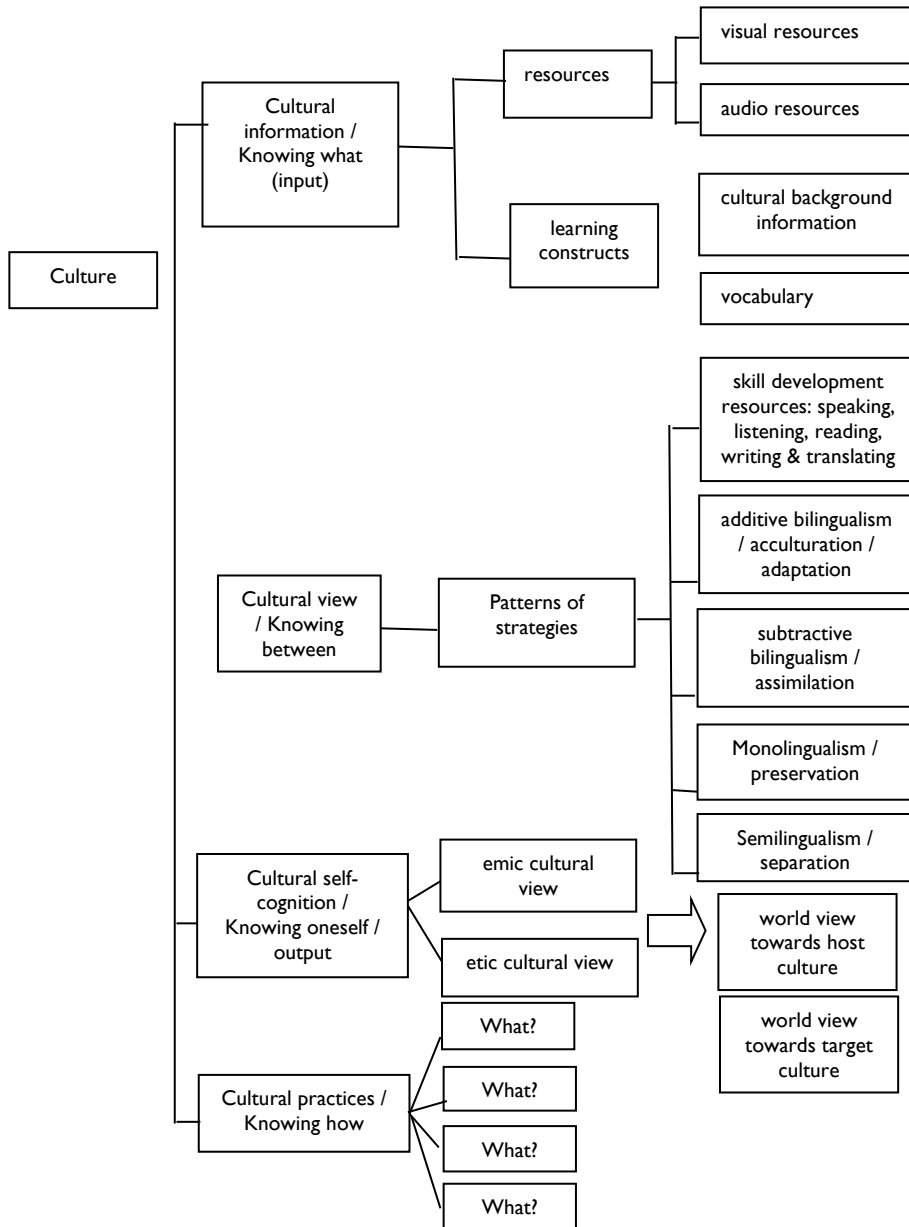 visual resources
resources
Cultural
information /
Knowing what
(input)
audio resources
cultural background
information
learning
constructs
Culture
vocabulary
skill development
resources: speaking,
listening, reading,
writing & translating
additive bilingualism
/ acculturation /
adaptation
Cultural view
/ Knowing
between
Patterns of
strategies
subtractive
bilingualism /
assimilation
Monolingualism /
preservation
Semilingualism /
separation
Cultural self-
cognition /
Knowing oneself /
output
emic cultural
view
etic cultural view
world view
towards host
culture
world view
towards target
culture
Cultural practices /
Knowing how
What?
What?
What?
What?